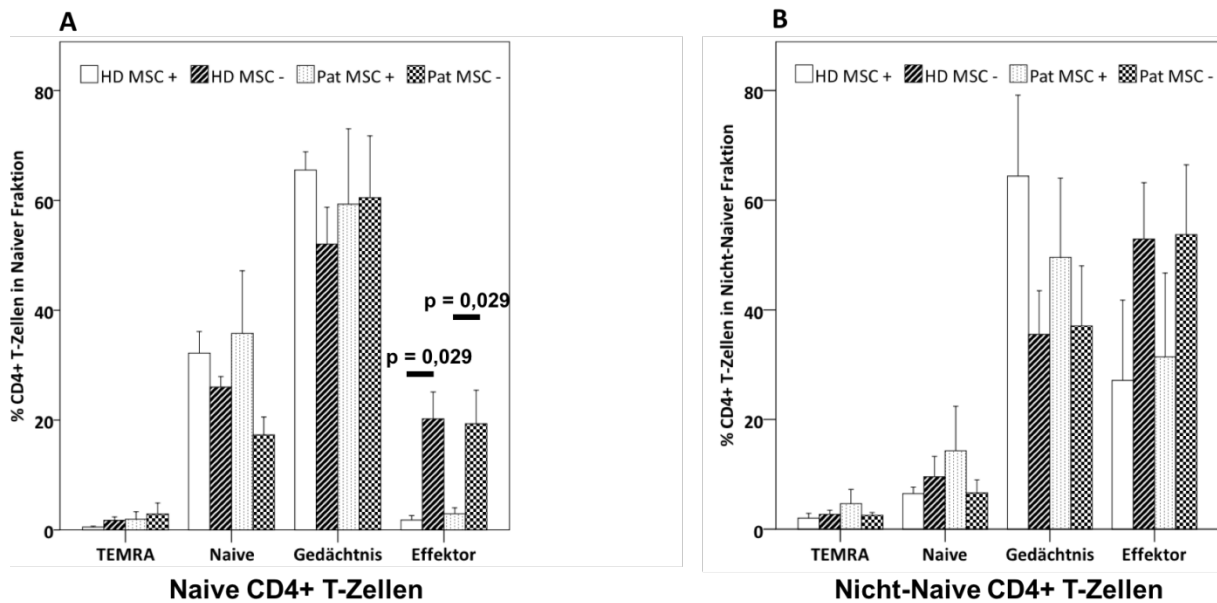 A
HD MSC + HD MSC - Pat MSC + Pat MSC -
% CD4+ T-Zellen in Naiver Fraktion
80
60
40
20
0
p = 0,029
p = 0,029
TEMRA Naive Gedächtnis Effektor
Naive CD4+ T-Zellen
B
HD MSC + HD MSC - Pat MSC + Pat MSC -
% CD4+ T-Zellen in Nicht-Naiver Fraktion
80
60
40
20
0
TEMRA Naive Gedächtnis Effektor
Nicht-Naive CD4+ T-Zellen